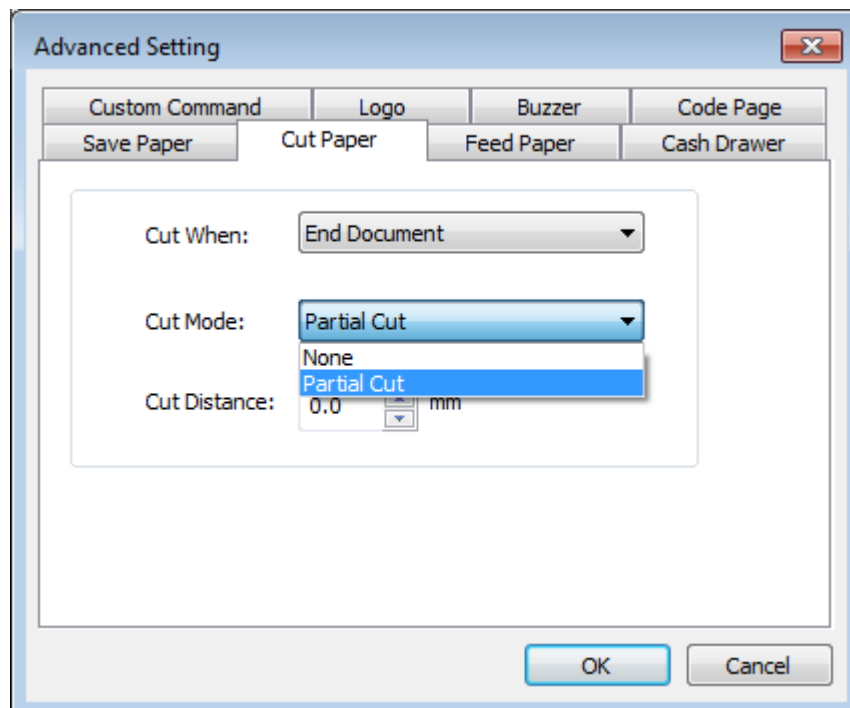 Advanced Setting
Custom Command Logo Buzzer Code Page
Save Paper Cut Paper Feed Paper Cash Drawer
Cut When: End Document
Cut Mode: Partial Cut
None
Partial Cut
Cut Distance: 0.0 mm
OK Cancel